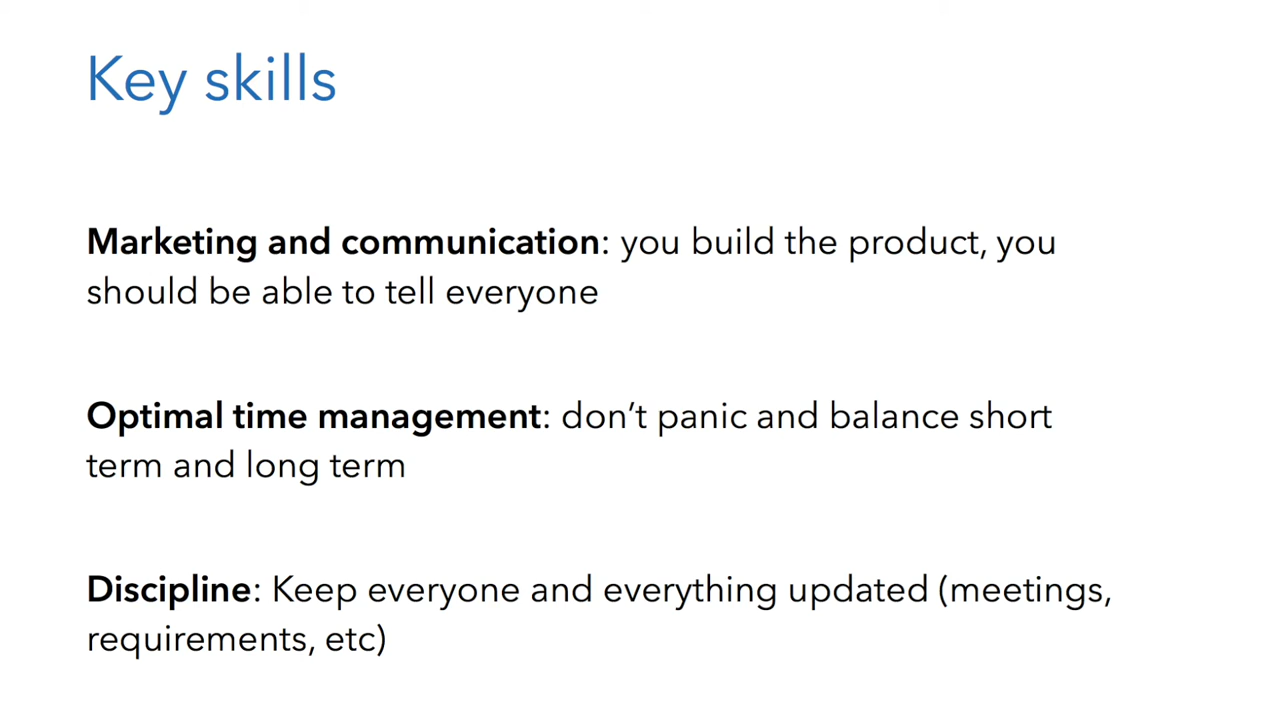 Key skills
Marketing and communication: you build the product, you
should be able to tell everyone
Optimal time management: don’t panic and balance short
term and long term
Discipline: Keep everyone and everything updated (meetings,
requirements, etc)